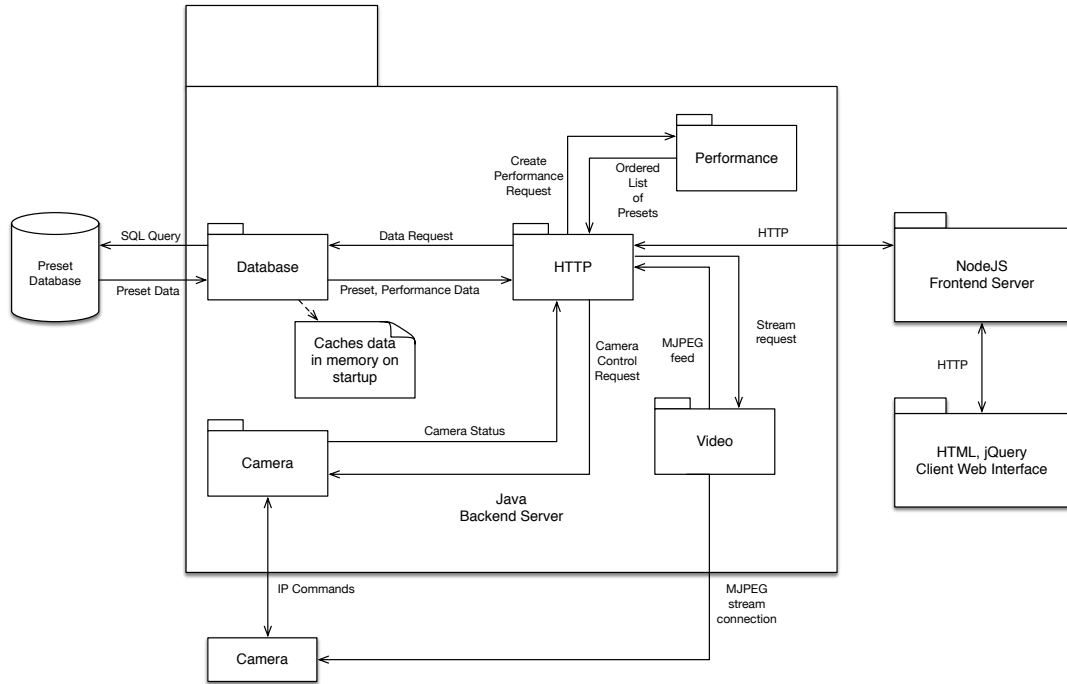 Create
Performance
Request
Ordered
List
of
Presets
Performance
SQL Query
Data Request
HTTP
Preset
Database
Database
HTTP
NodeJS
Frontend Server
Preset Data
Preset, Performance Data
Caches data
in memory on
startup
Camera
Control
Request
MJPEG
feed
Stream
request
HTTP
Camera Status
Camera
Video
HTML, jQuery
Client Web Interface
Java
Backend Server
IP Commands
MJPEG
stream
connection
Camera